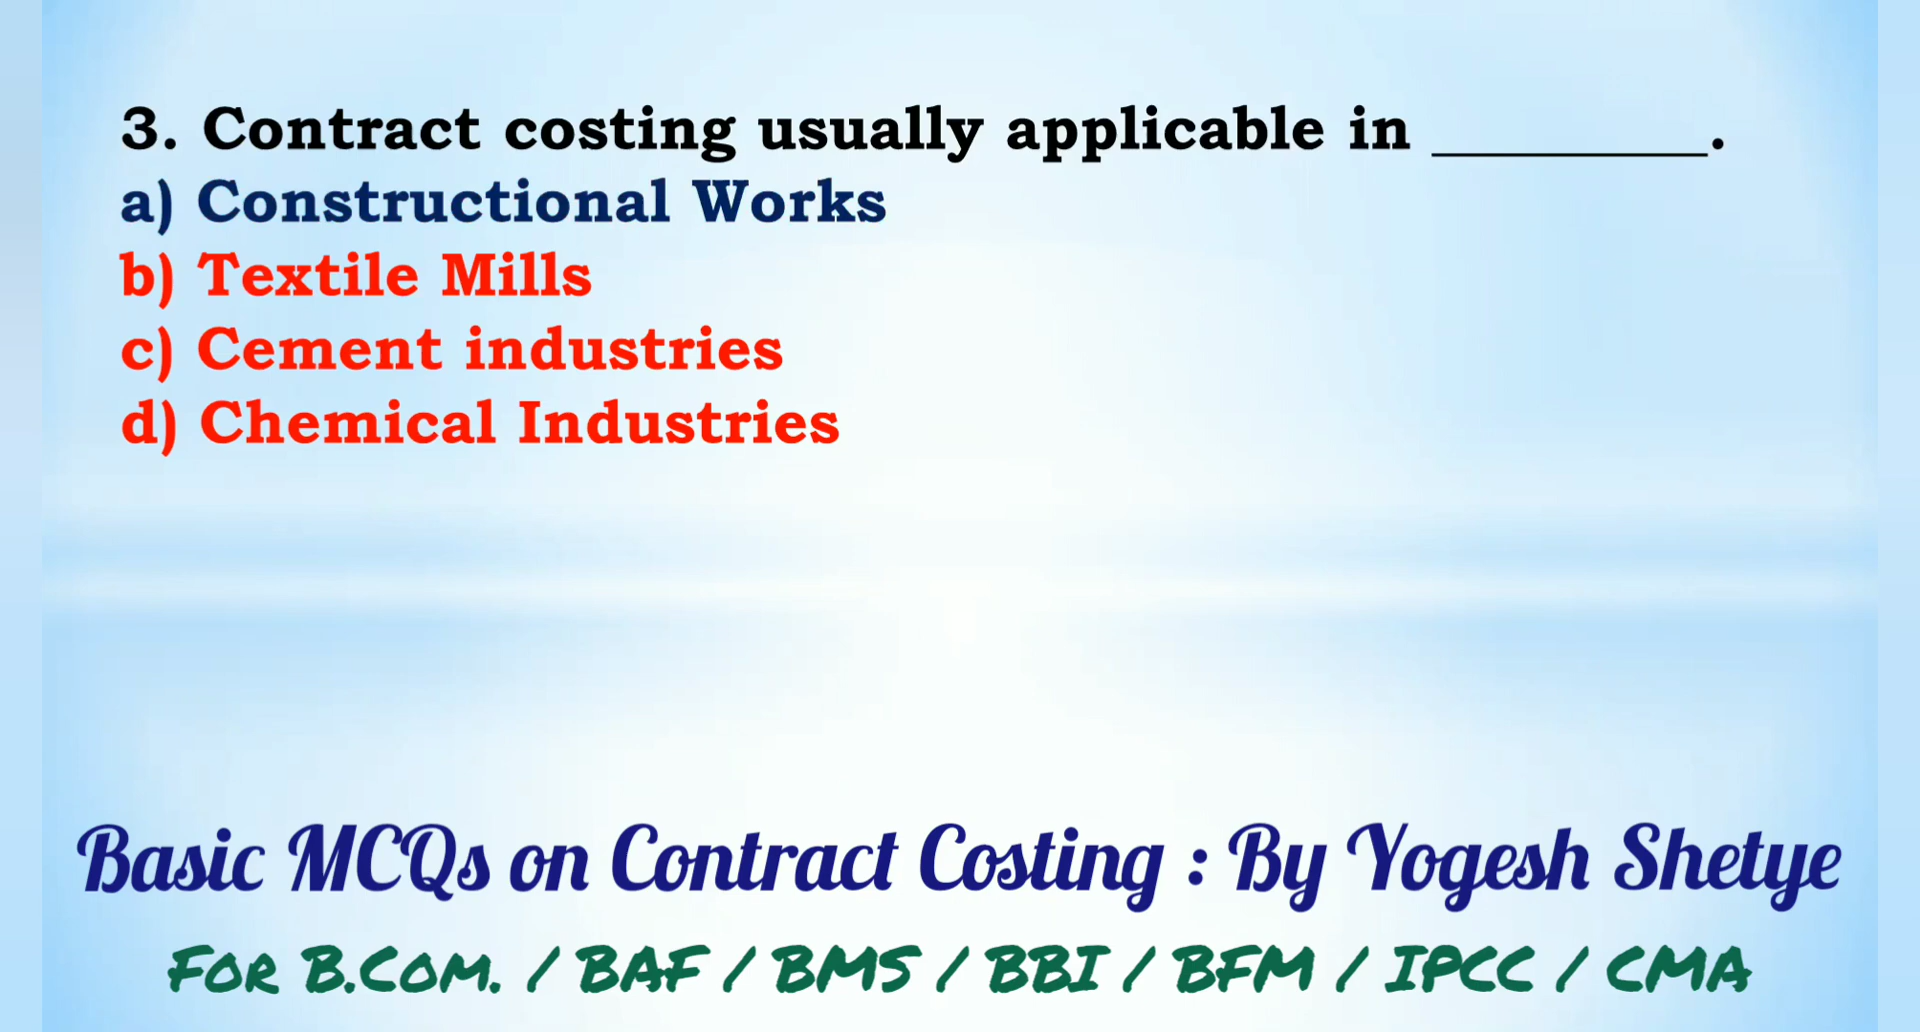 3. Contract costing usually applicable in __________.
a) Constructional Works
b) Textile Mills
c) Cement industries
d) Chemical Industries
Basic MCQs on Contract Costing : By Yogesh Shetye
FOR B.COM. / BAF / BMS / BBI / BFM / IPCC / CMA